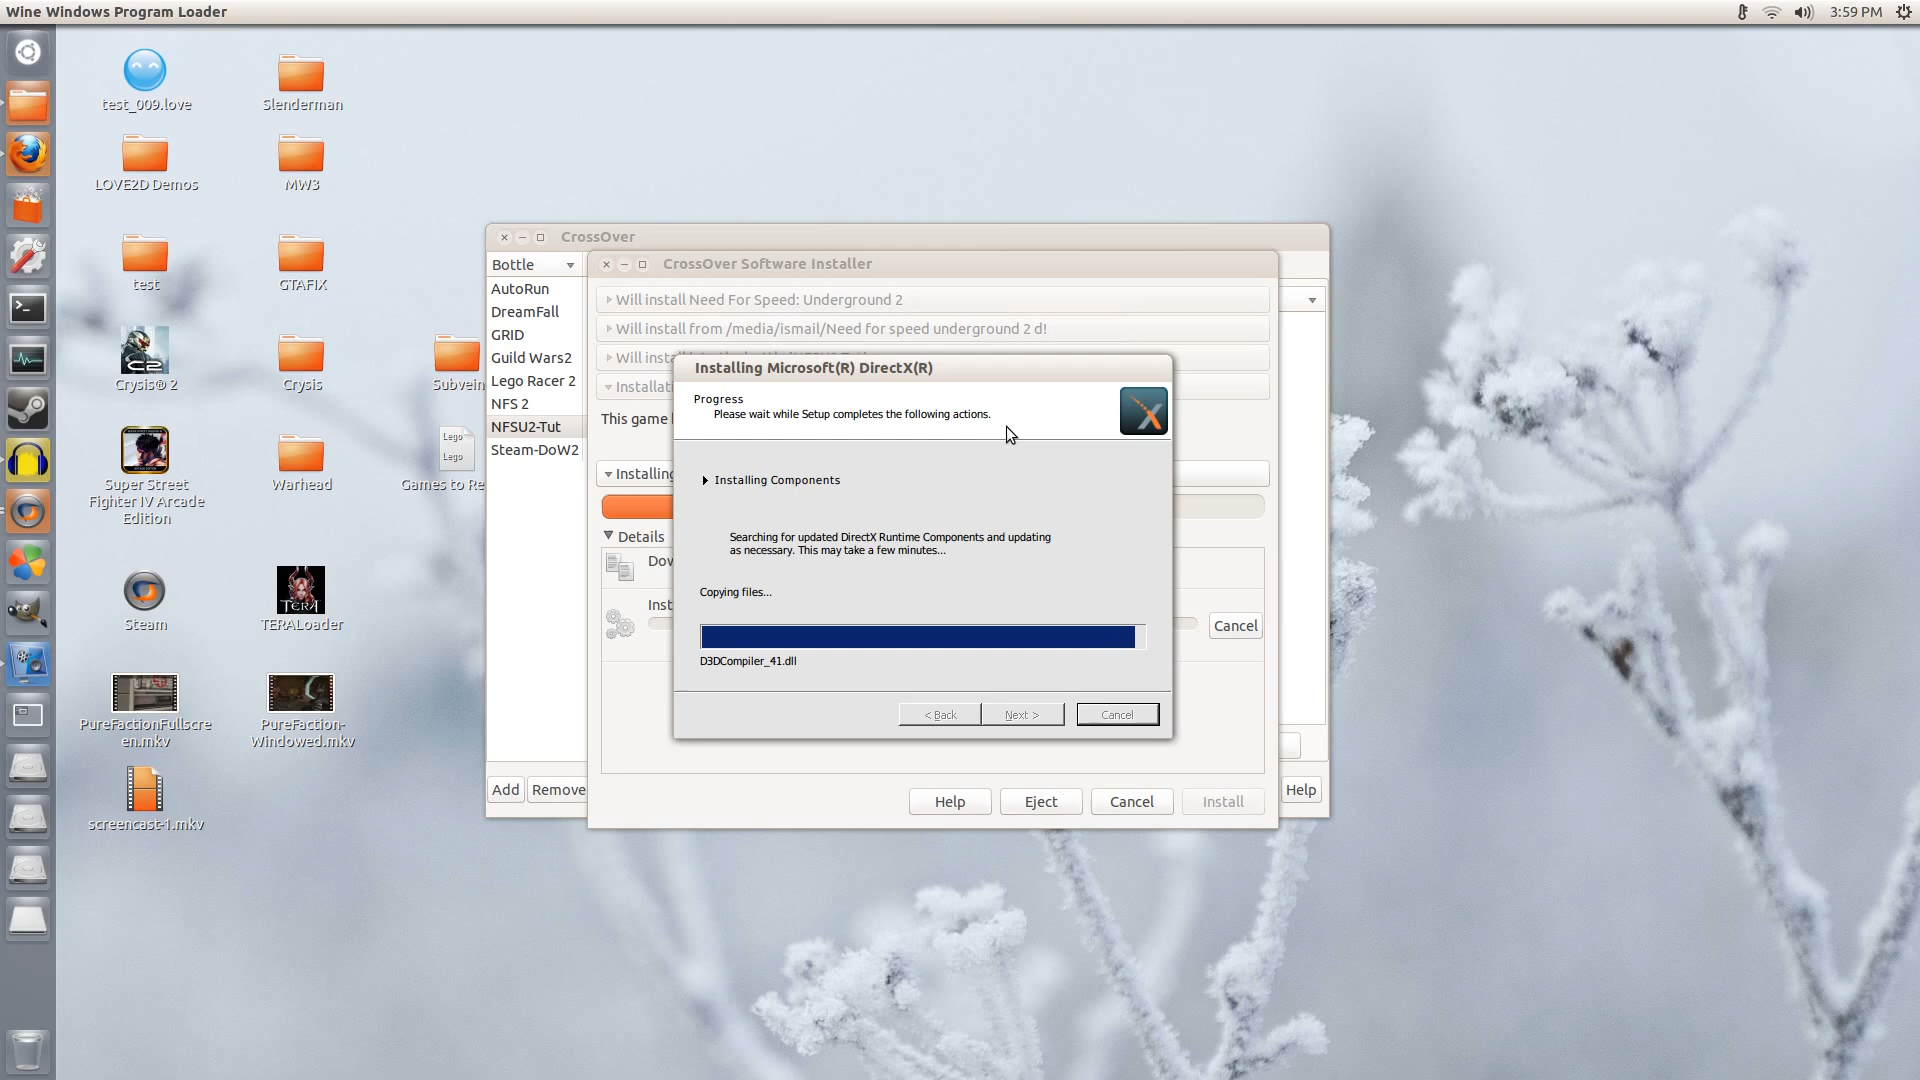 Wine Windows Program Loader
3:59 PM
test_009.love
Slenderman
LOVE2D Demos
MW3
test
GTAFIX
Crysis® 2
Crysis
Subvein
Super Street
Fighter IV Arcade
Edition
Warhead
Lego
Lego
Games to Re
Steam
TERA
TERALoader
PureFactionFullscre
en.mkv
PureFaction-
Windowed.mkv
screencast-1.mkv
CrossOver
Bottle
AutoRun
DreamFall
GRID
Guild Wars2
Lego Racer 2
NFS 2
NFSU2-Tut
Steam-DoW2
Add
Remove
Help
CrossOver Software Installer
Will install Need For Speed: Underground 2
Will install from /media/ismail/Need for speed underground 2 d!
Will insta
Installat
This game
Installing
Details
Dov
Inst
Cancel
Help
Eject
Cancel
Install
Installing Microsoft(R) DirectX(R)
Progress
Please wait while Setup completes the following actions.
Installing Components
Searching for updated DirectX Runtime Components and updating
as necessary. This may take a few minutes...
Copying files...
D3DCompiler_41.dll
< Back
Next >
Cancel